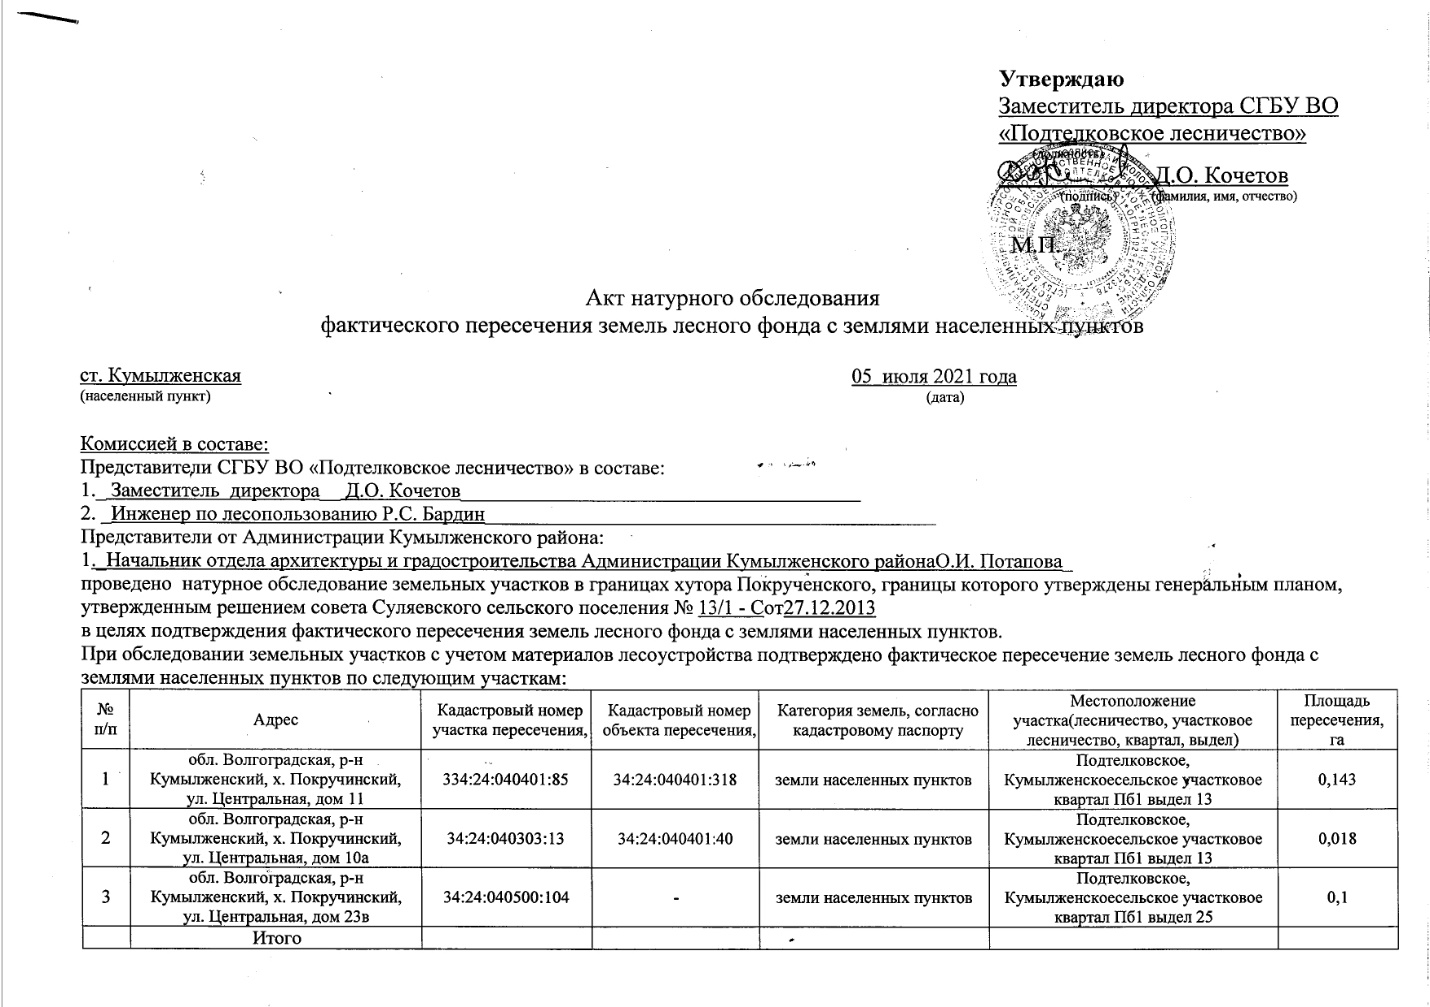 Утверждаю
Заместитель директора СГБУ ВО
«Подтелковское лесничество»
(должность)
Д.О. Кочетов
(подпись) (фамилия, имя, отчество)
М.П.
Акт натурного обследования
фактического пересечения земель лесного фонда с землями населенных пунктов
ст. Кумылженская 05 июля 2021 года
(населенный пункт) (дата)
Комиссией в составе:
Представители СГБУ ВО «Подтелковское лесничество» в составе:
1. Заместитель директора Д.О. Кочетов
2. Инженер по лесопользованию Р.С. Бардин
Представители от Администрации Кумылженского района:
1. Начальник отдела архитектуры и градостроительства Администрации Кумылженского районаО.И. Потапова
проведено натурное обследование земельных участков в границах хутора Покрученского, границы которого утверждены генеральным планом,
утвержденным решением совета Суляевского сельского поселения № 13/1 - Сот27.12.2013
в целях подтверждения фактического пересечения земель лесного фонда с землями населенных пунктов.
При обследовании земельных участков с учетом материалов лесоустройства подтверждено фактическое пересечение земель лесного фонда с
землями населенных пунктов по следующим участкам:
№ п/п
Адрес
Кадастровый номер
участка пересечения,
Кадастровый номер
объекта пересечения,
Категория земель, согласно
кадастровому паспорту
Местоположение
участка(лесничество, участковое
лесничество, квартал, выдел)
Площадь
пересечения,
га
1
обл. Волгоградская, р-н
Кумылженский, х. Покручинский,
ул. Центральная, дом 11
334:24:040401:85
34:24:040401:318
земли населенных пунктов
Подтелковское,
Кумылженскоесельское участковое
квартал Пб1 выдел 13
0,143
2
обл. Волгоградская, р-н
Кумылженский, х. Покручинский,
ул. Центральная, дом 10а
34:24:040303:13
34:24:040401:40
земли населенных пунктов
Подтелковское,
Кумылженскоесельское участковое
квартал Пб1 выдел 13
0,018
3
обл. Волгоградская, р-н
Кумылженский, х. Покручинский,
ул. Центральная, дом 23в
34:24:040500:104
-
земли населенных пунктов
Подтелковское,
Кумылженскоесельское участковое
квартал Пб1 выдел 25
0,1
Итого